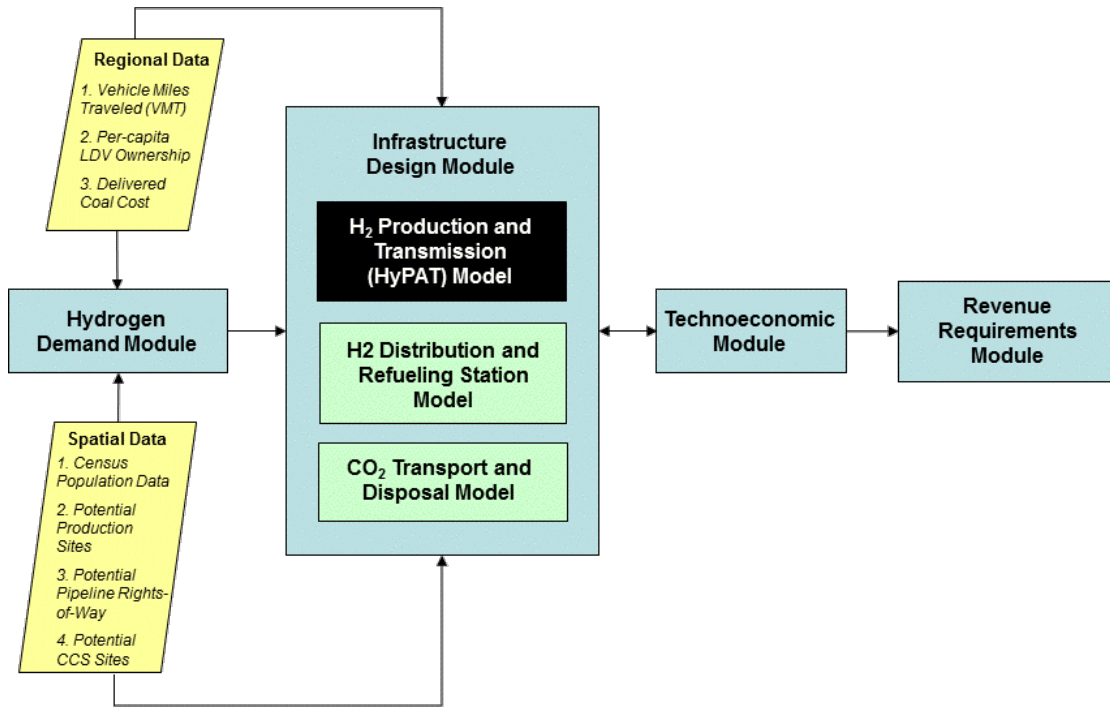 Regional Data
1. Vehicle Miles
Traveled (VMT)
2. Per-capita
LDV Ownership
3. Delivered
Coal Cost
Hydrogen
Demand Module
Spatial Data
1. Census
Population Data
2. Potential
Production
Sites
3. Potential
Pipeline Rights-
of-Way
4. Potential
CCS Sites
Infrastructure
Design Module
H₂ Production and
Transmission
(HyPAT) Model
H2 Distribution and
Refueling Station
Model
CO₂ Transport and
Disposal Model
Technoeconomic
Module
Revenue
Requirements
Module